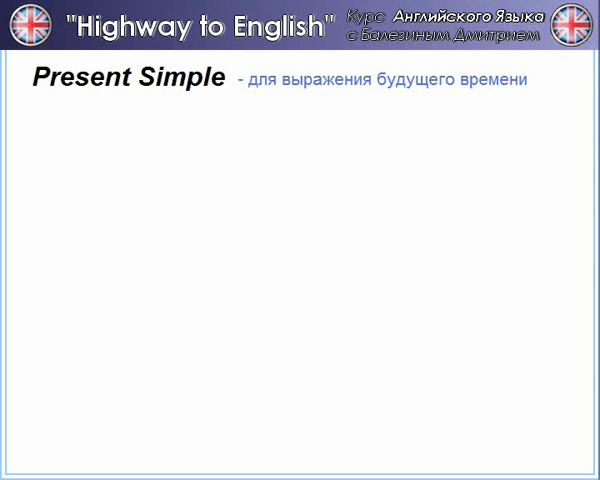 "Highway to English"
Курс Английского Языка
с Балезиным Дмитрием
Present Simple - для выражения будущего времени